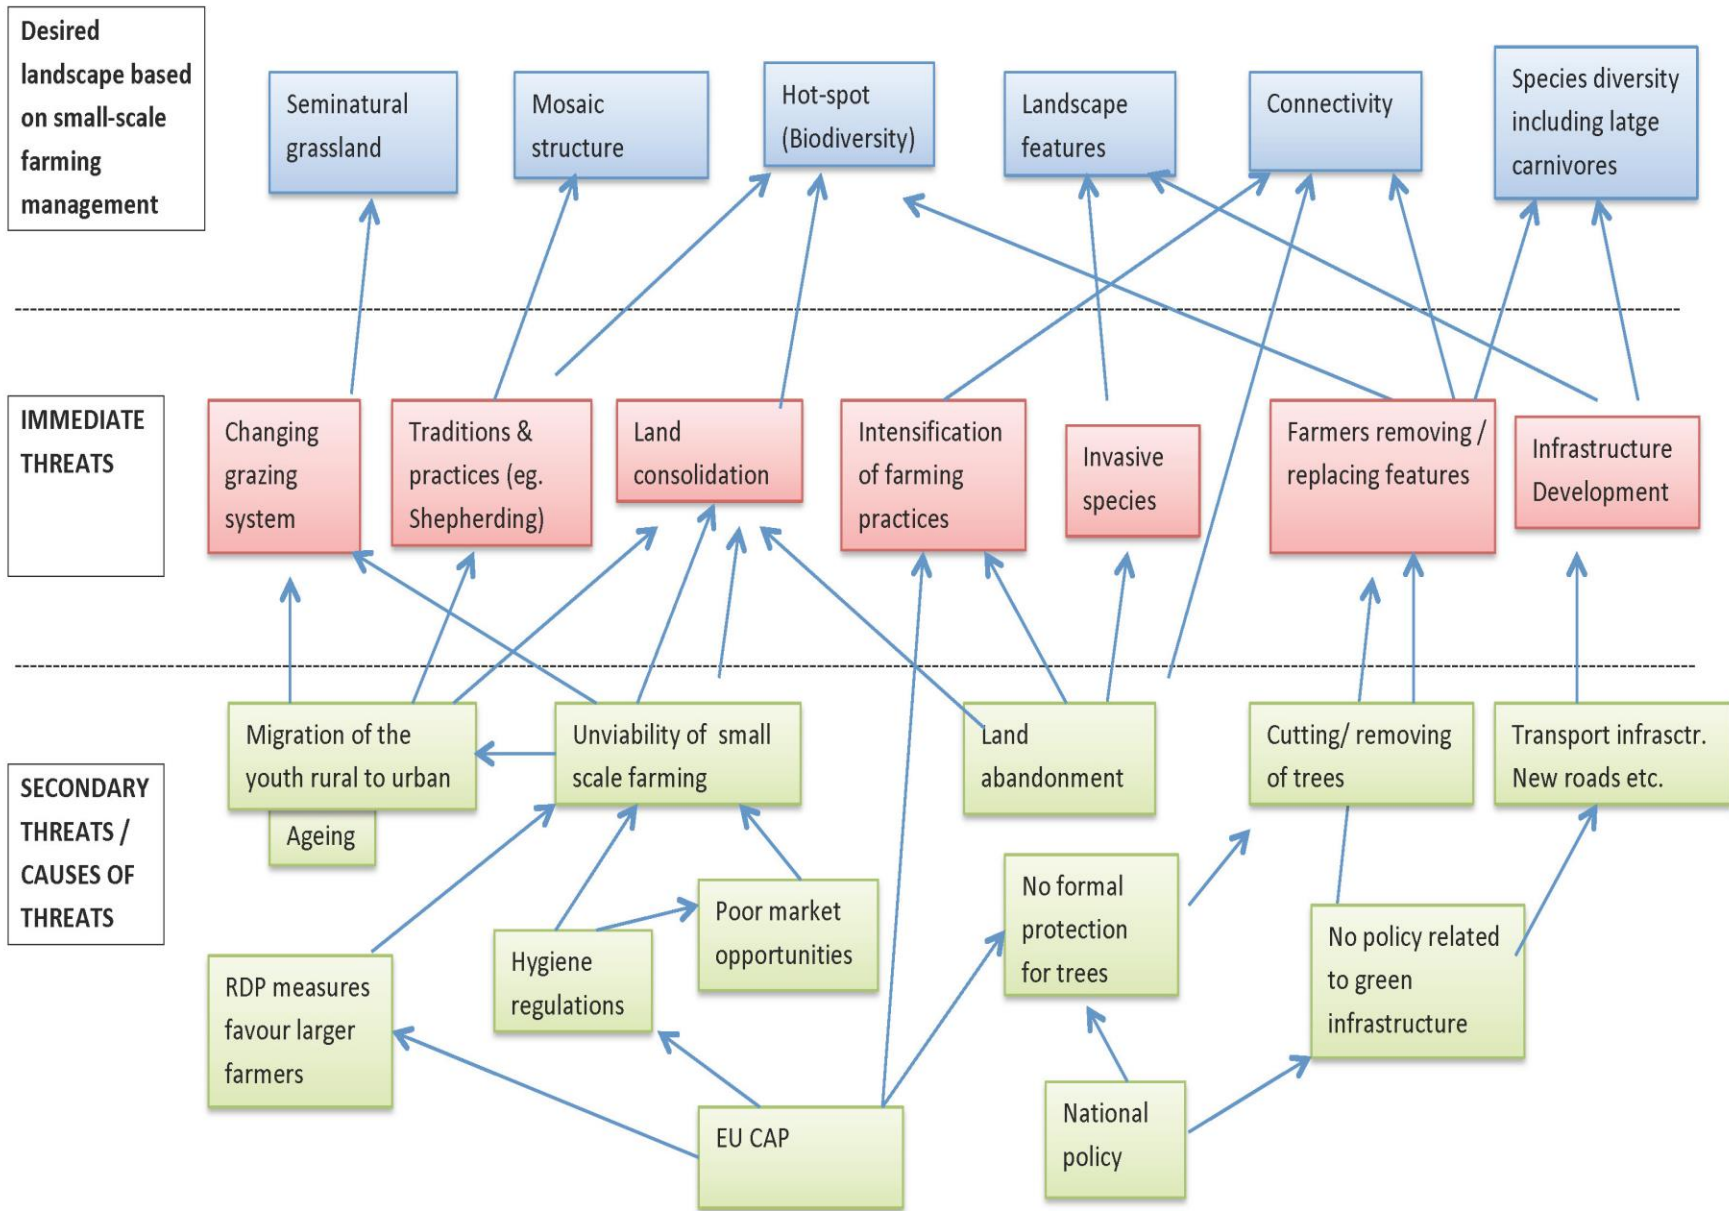 Desired
landscape based
on small-scale
farming
management
Seminatural
grassland
Mosaic
structure
Hot-spot
(Biodiversity)
Landscape
features
Connectivity
Species diversity
including latge
carnivores
IMMEDIATE
THREATS
Changing
grazing
system
Traditions &
practices (eg.
Shepherding)
Land
consolidation
Intensification
of farming
practices
Invasive
species
Farmers removing /
replacing features
Infrastructure
Development
SECONDARY
THREATS /
CAUSES OF
THREATS
Migration of the
youth rural to urban
Ageing
Unviability of small
scale farming
Land
abandonment
Cutting/ removing
of trees
Transport infrasctr.
New roads etc.
RDP measures
favour larger
farmers
Hygiene
regulations
Poor market
opportunities
No formal
protection
for trees
No policy related
to green
infrastructure
EU CAP
National
policy